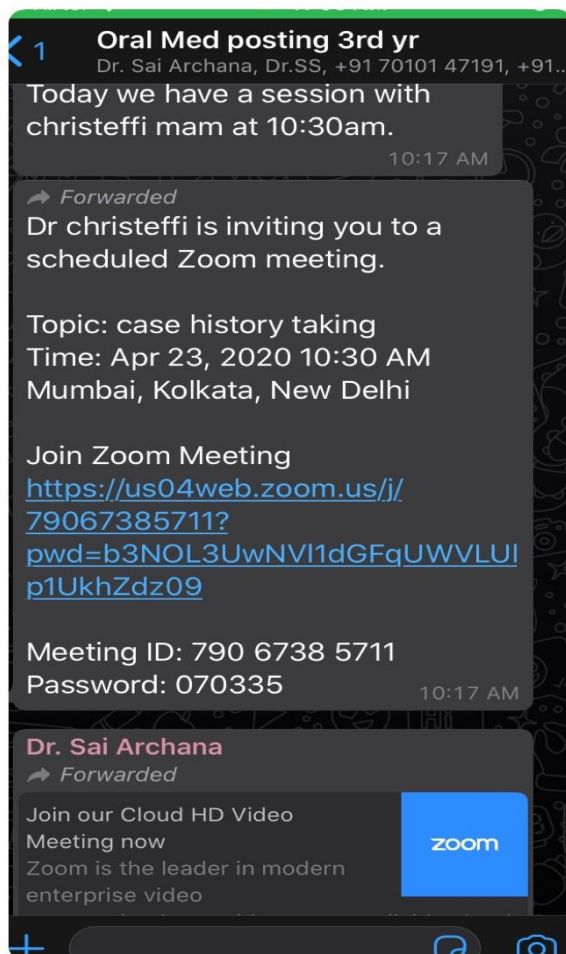 1
Oral Med posting 3rd yr
Dr. Sai Archana, Dr.SS, +91 70101 47191, +91..
Today we have a session with
christeffi mam at 10:30am.
10:17 AM
Forwarded
Dr christeffi is inviting you to a
scheduled Zoom meeting.
Topic: case history taking
Time: Apr 23, 2020 10:30 AM
Mumbai, Kolkata, New Delhi
Join Zoom Meeting
https://us04web.zoom.us/j/
79067385711?
pwd=b3NOL3UwNVl1dGFqUWVLUl
p1UkhZdz09
Meeting ID: 790 6738 5711
Password: 070335
10:17 AM
Dr. Sai Archana
Forwarded
Join our Cloud HD Video
Meeting now
zoom
Zoom is the leader in modern
enterprise video